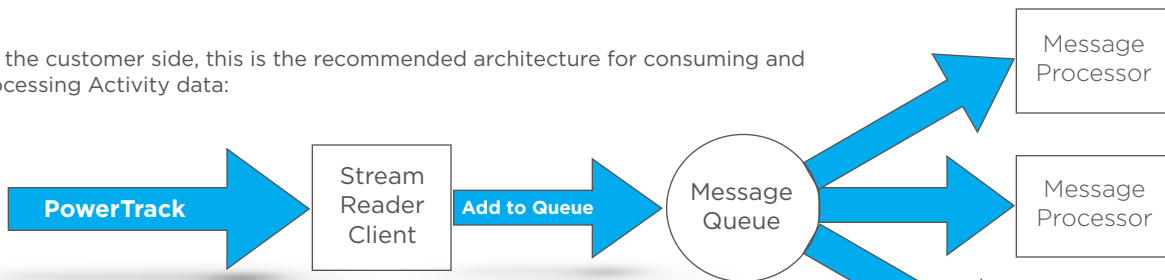 the customer side, this is the recommended architecture for consuming and
cessing Activity data:
Message
Processor
PowerTrack
Stream
Reader
Client
Add to Queue
Message
Queue
Message
Processor